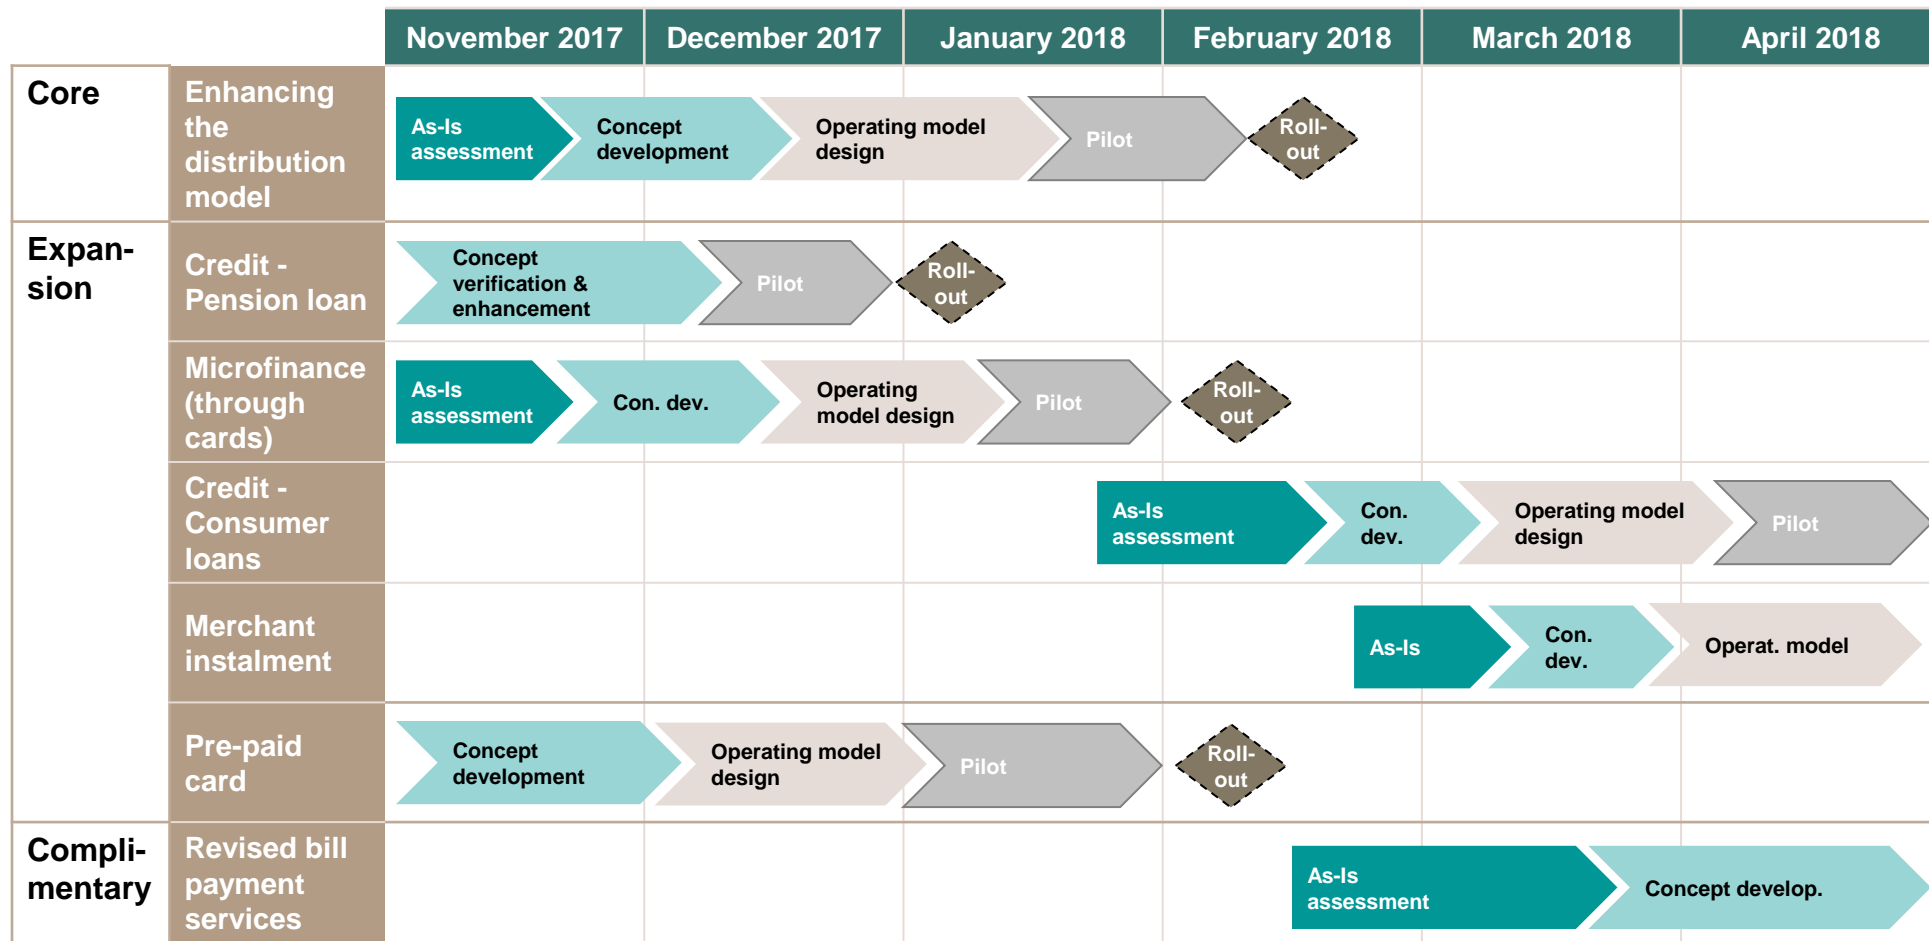 November 2017 December 2017 January 2018 February 2018 March 2018 April 2018
Core
Enhancing
the
distribution
model
As-Is
assessment
Concept
development
Operating model
design
Pilot
Roll-
out
Expan-
sion
Credit -
Pension loan
Concept
verification &
enhancement
Pilot
Roll-
out
Microfinance
(through
cards)
As-Is
assessment
Con. dev.
Operating
model design
Pilot
Roll-
out
Credit -
Consumer
loans
As-Is
assessment
Con.
dev.
Operating model
design
Pilot
Merchant
instalment
As-Is
Con.
dev.
Operat. model
Pre-paid
card
Concept
development
Operating model
design
Pilot
Roll-
out
Compli-
mentary
Revised bill
payment
services
As-Is
assessment
Concept develop.